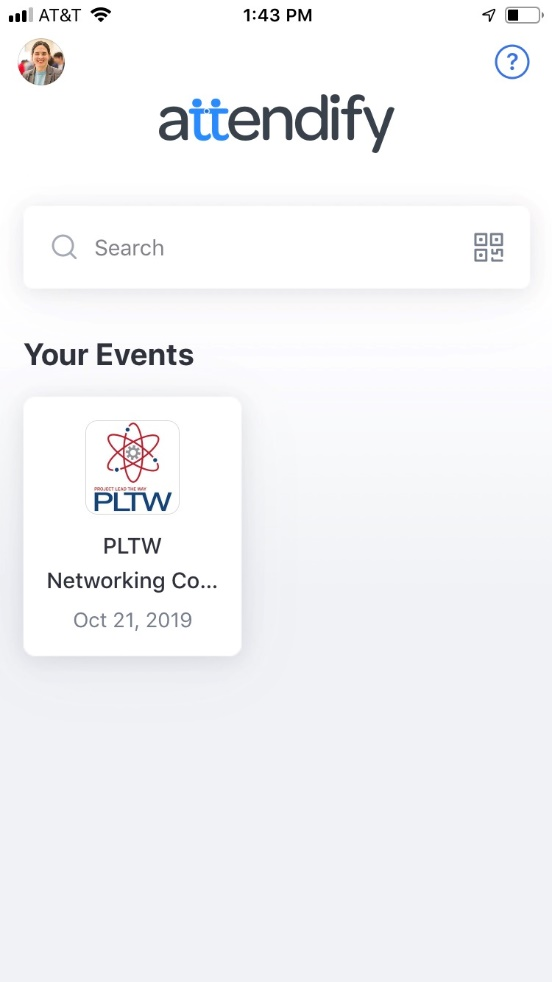 AT&T
1:43 PM
?
attendify
Search
Your Events
PROJECT LEAD THE WAY
PLTW
PLTW
Networking Co...
Oct 21, 2019